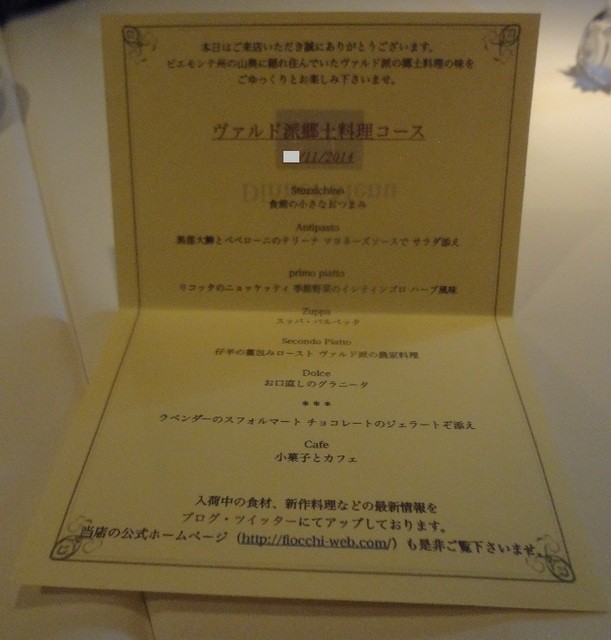 本日はご来店いただき誠にありがとうございます。
ピエモンテ州の山奥に隠れ住んでいたヴァルド派の郷土料理の味を
ごゆっくりとお楽しみ下さいませ。
ヴァルド派郷土料理コース
/11/2014
Stuzzichino
食前の小さなおつまみ
Antipasto
とペペローニのテリーナ マヨネーズソースで サラダ添え
primo piatto
リコッタのニョッケッティ 季節野菜のインティンゴロ ハーブ風味
Zuppa
スッパ・バルベッタ
Secondo Piatto
仔羊の藁包みロースト ヴァルド派の農家料理
Dolce
お口直しのグラニータ
***
ラベンダーのスフォルマート チョコレートのジェラートぞ添え
Cafe
小菓子とカフェ
入荷中の食材、新作料理などの最新情報を
ブログ・ツイッターにてアップしております。
当店の公式ホームページ（http://fiocchi-web.com/）も是非ご覧下さいませ。